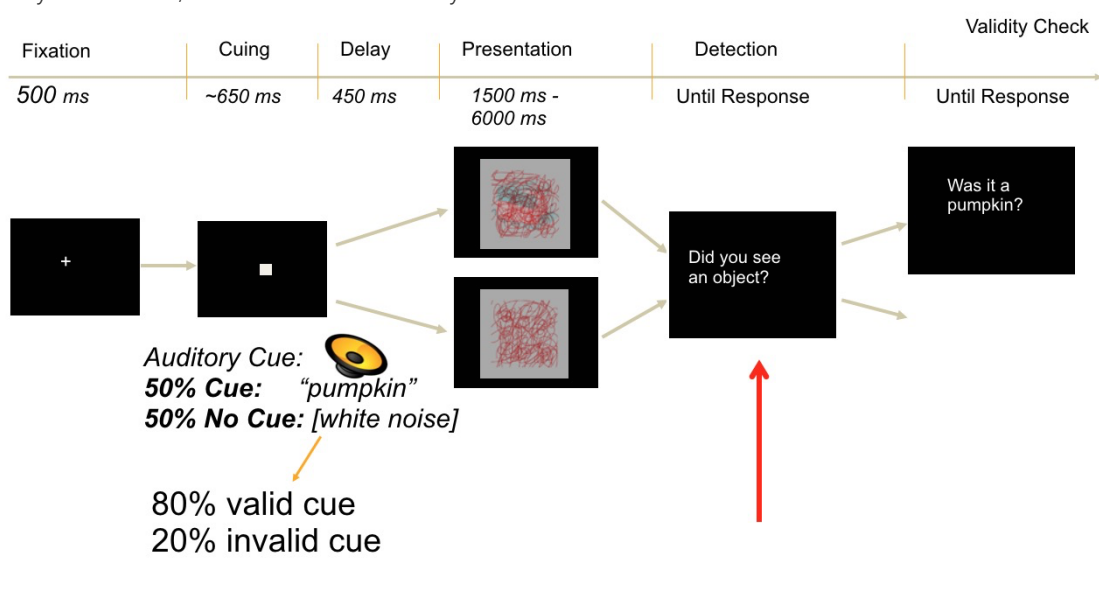 Validity Check
Fixation
Cuing
Delay
Presentation
Detection
500 ms
~650 ms
450 ms
1500 ms -
6000 ms
Until Response
Until Response
+
Did you see
an object?
Was it a
pumpkin?
Auditory Cue:
50% Cue: “pumpkin”
50% No Cue: [white noise]
80% valid cue
20% invalid cue